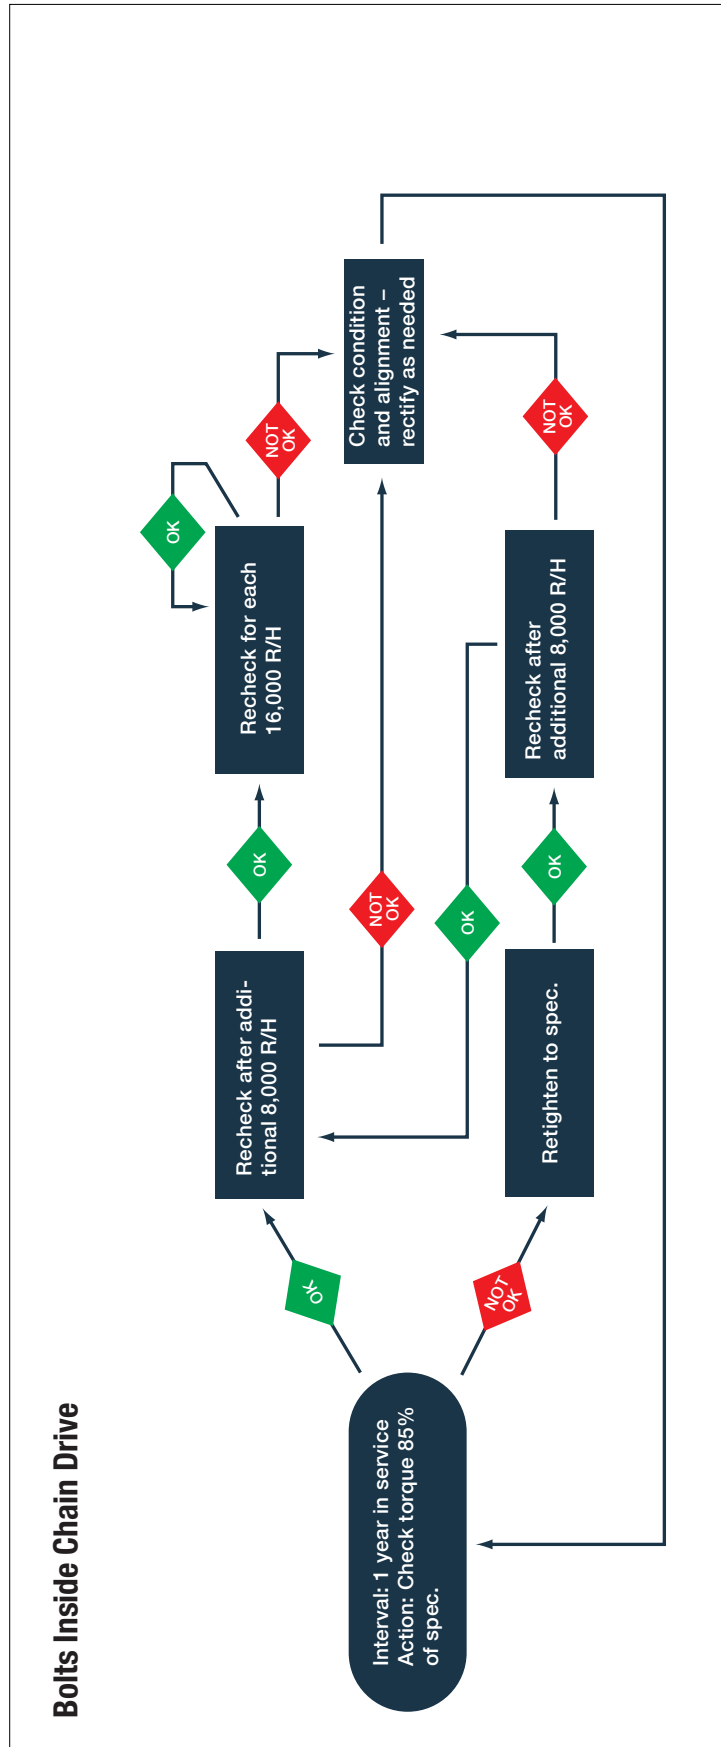 Bolts Inside Chain Drive
Interval: 1 year in service
Action: Check torque 85%
of spec.
OK
NOT
OK
Recheck after addi-
tional 8,000 R/H
Retighten to spec.
OK
NOT
OK
OK
OK
Recheck for each
16,000 R/H
Recheck after
additional 8,000 R/H
OK
NOT
OK
NOT
OK
Check condition
and alignment –
rectify as needed